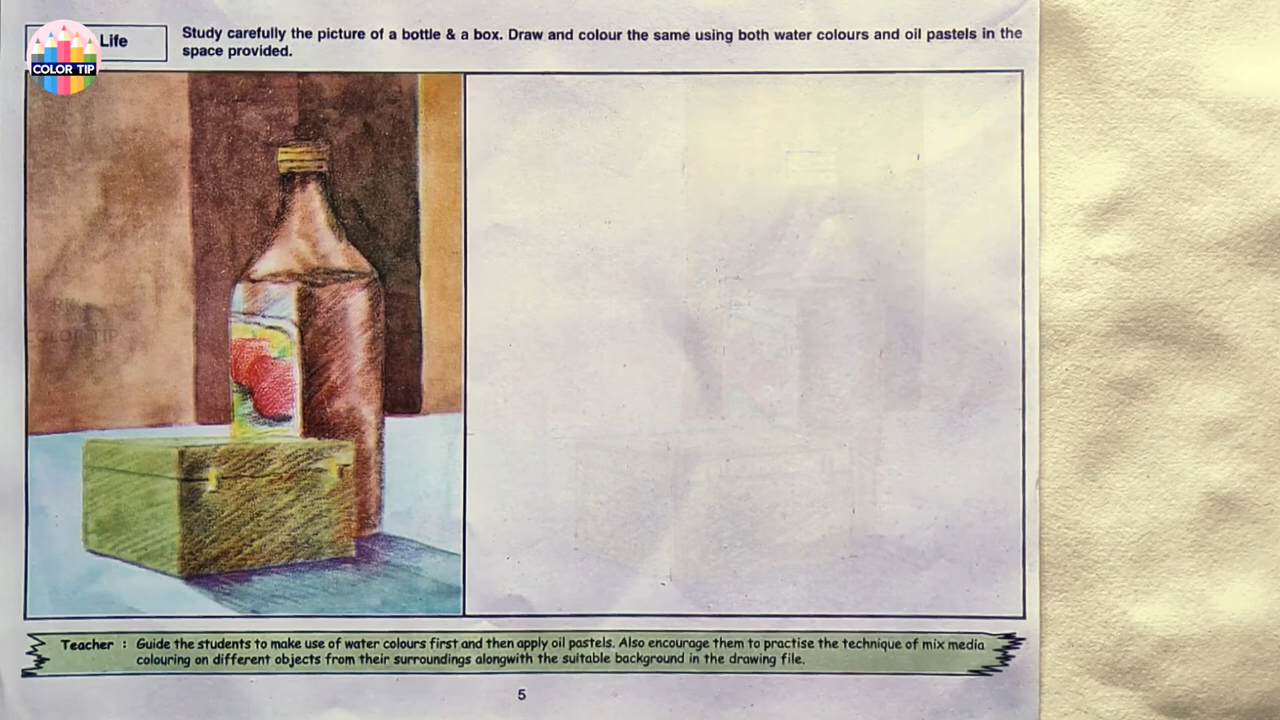 Life
COLOR TIP
Study carefully the picture of a bottle & a box. Draw and colour the same using both water colours and oil pastels in the
space provided.
RK
COLOR TIP
Teacher : Guide the students to make use of water colours first and then apply oil pastels. Also encourage them to practise the technique of mix media
colouring on different objects from their surroundings alongwith the suitable background in the drawing file.
5